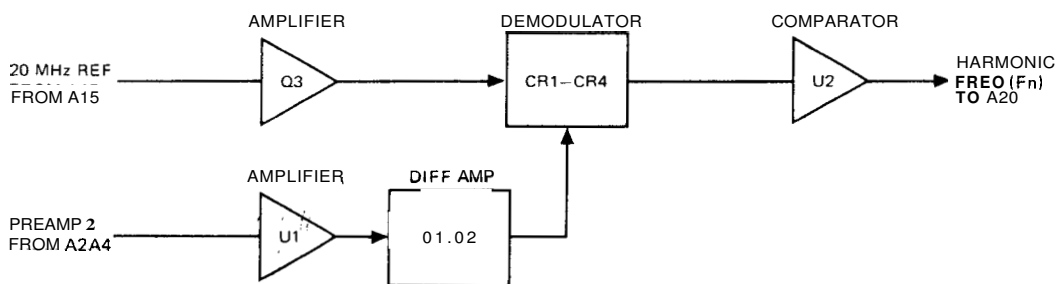 AMPLIFIER
DEMODULATOR
COMPARATOR
20 MHz REF
FROM A15
Q3
CR1–CR4
U2
HARMONIC
FREO (Fn)
TO A20
AMPLIFIER
DIFF AMP
PREAMP 2
FROM A2A4
U1
01.02